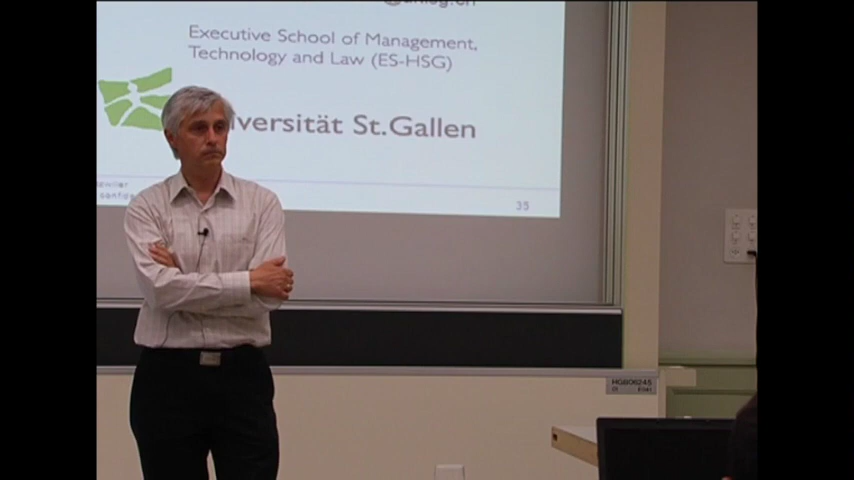 Executive School of Management,
Technology and Law (ES-HSG)
versität St.Gallen
35